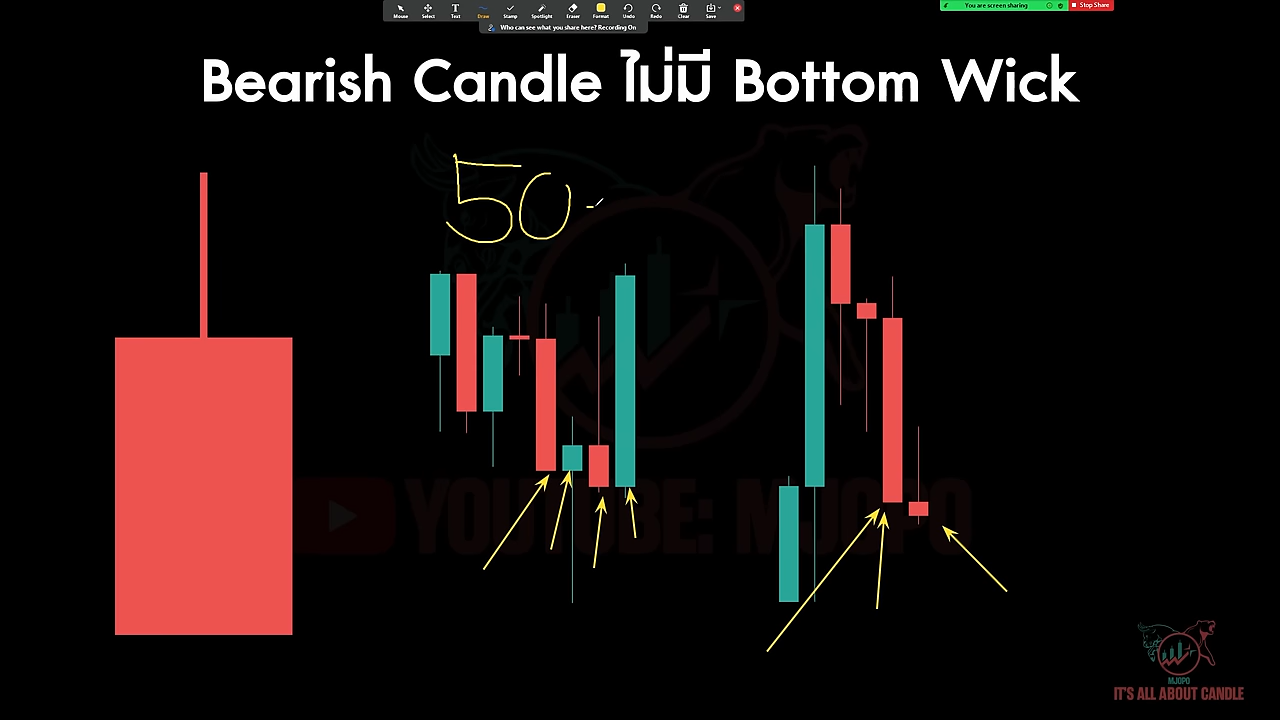 Mouse Select Text Draw Stamp Spotlight Eraser Format Undo Redo Clear Save
You are screen sharing Stop Share
Who can see what you share here? Recording On
Bearish Candle ไม่มี Bottom Wick
50-
YOUTUBE: MJOPO
MJOPO
IT'S ALL ABOUT CANDLE